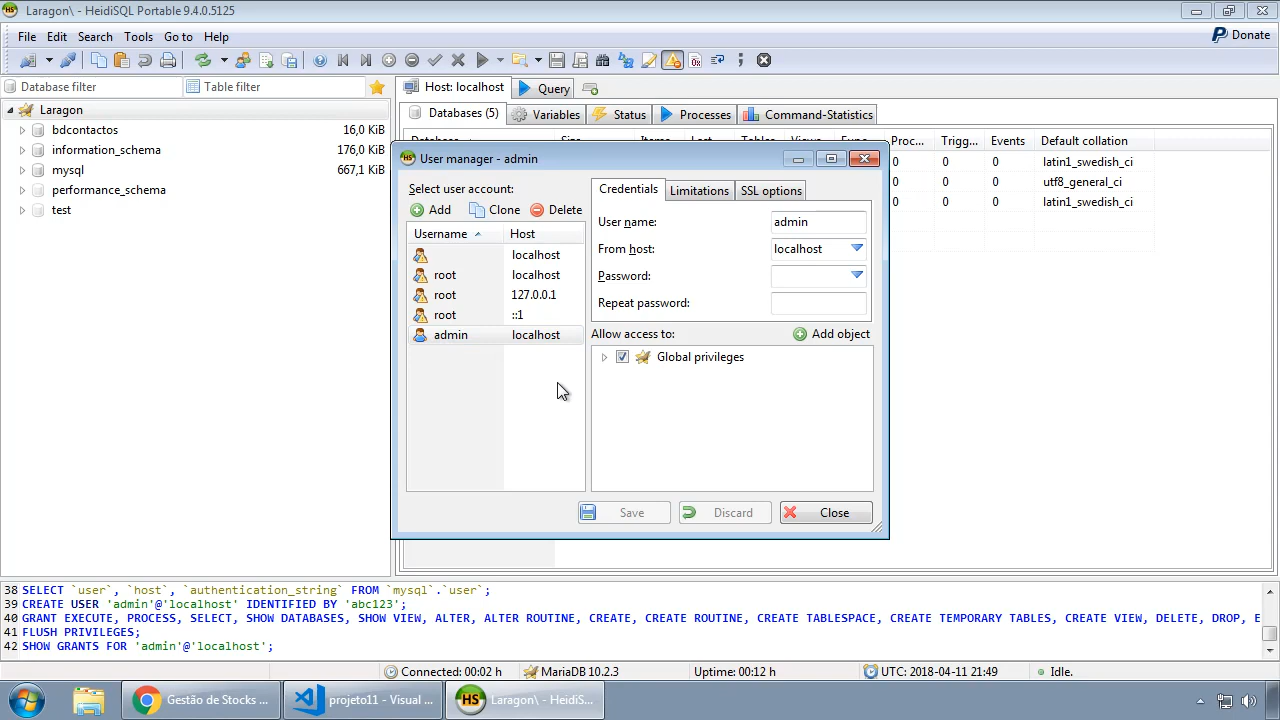 Laragon\ - HeidiSQL Portable 9.4.0.5125
File Edit Search Tools Go to Help
Donate
Database filter Table filter
Host: localhost Query
Laragon
Databases (5) Variables Status Processes Command-Statistics
bdcontactos 16,0 KiB
information_schema 176,0 KiB
mysql 667,1 KiB
performance_schema
test
Proc... Trigg... Events Default collation
0 0 0 latin1_swedish_ci
0 0 0 utf8_general_ci
0 0 0 latin1_swedish_ci
User manager - admin
Select user account:
Add Clone Delete
Username Host
localhost
root localhost
root 127.0.0.1
root ::1
admin localhost
Credentials Limitations SSL options
User name: admin
From host: localhost
Password:
Repeat password:
Allow access to: Add object
Global privileges
Save Discard Close
38 SELECT `user`, `host`, `authentication_string` FROM `mysql`.`user`;
39 CREATE USER 'admin'@'localhost' IDENTIFIED BY 'abc123';
40 GRANT EXECUTE, PROCESS, SELECT, SHOW DATABASES, SHOW VIEW, ALTER, ALTER ROUTINE, CREATE, CREATE ROUTINE, CREATE TABLESPACE, CREATE TEMPORARY TABLES, CREATE VIEW, DELETE, DROP, E
41 FLUSH PRIVILEGES;
42 SHOW GRANTS FOR 'admin'@'localhost';
Connected: 00:02 h MariaDB 10.2.3 Uptime: 00:12 h UTC: 2018-04-11 21:49 Idle.
Gestão de Stocks ... projeto11 - Visual ... Laragon\ - HeidiS...